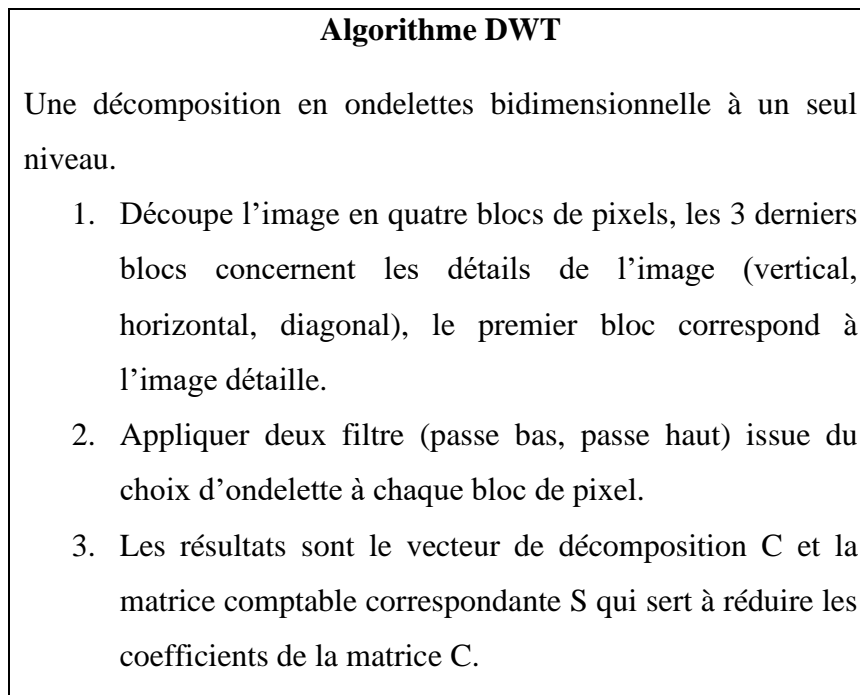 Algorithme DWT
Une décomposition en ondelettes bidimensionnelle à un seul
niveau.
1. Découpe l’image en quatre blocs de pixels, les 3 derniers
blocs concernent les détails de l’image (vertical,
horizontal, diagonal), le premier bloc correspond à
l’image détaille.
2. Appliquer deux filtre (passe bas, passe haut) issue du
choix d’ondelette à chaque bloc de pixel.
3. Les résultats sont le vecteur de décomposition C et la
matrice comptable correspondante S qui sert à réduire les
coefficients de la matrice C.